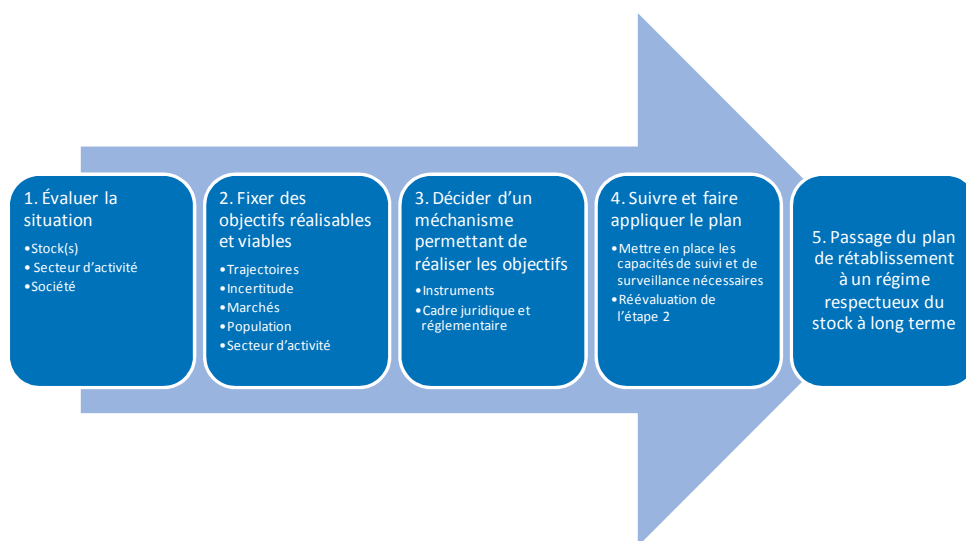 1. Évaluer la
situation
•Stock(s)
• Secteur d'activité
•Société
2. Fixer des
objectifs réalisables
et viables
•Trajectoires
•Incertitude
•Marchés
•Population
•Secteur d'activité
3. Décider d'un
méchanisme
permettant de
réaliser les objectifs
•Instruments
•Cadre juridique et
réglementaire
4. Suivre et faire
appliquer le plan
•Mettre en place les
capacités de suivi et de
surveillance nécessaires
•Réévaluation de
l'étape 2
5. Passage du plan
de rétablissement
à un régime
respectueux du
stock à long terme